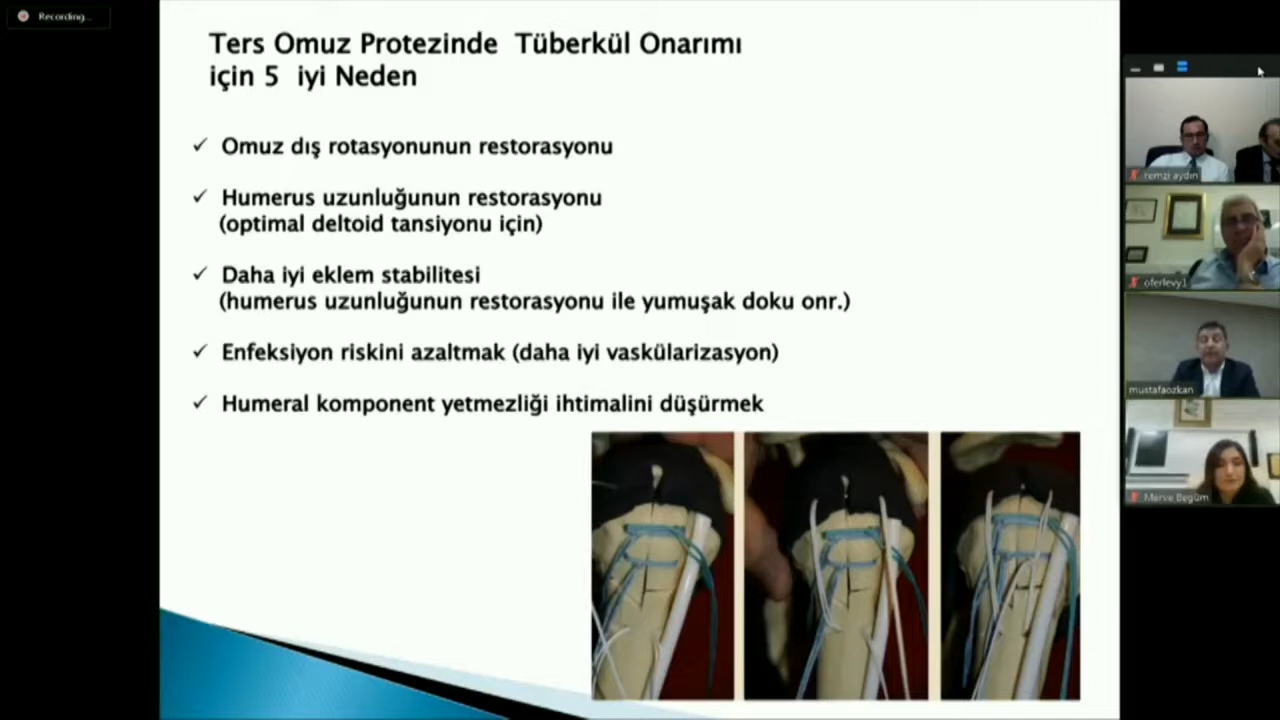 Recording...
Ters Omuz Protezinde Tüberkül Onarımı
için 5 iyi Neden
✓ Omuz dış rotasyonunun restorasyonu
✓ Humerus uzunluğunun restorasyonu
(optimal deltoid tansiyonu için)
✓ Daha iyi eklem stabilitesi
(humerus uzunluğunun restorasyonu ile yumuşak doku onr.)
✓ Enfeksiyon riskini azaltmak (daha iyi vaskülarizasyon)
✓ Humeral komponent yetmezliği ihtimalini düşürmek
remzi aydın
oferlevy1
mustafaozkan
Merve Begüm